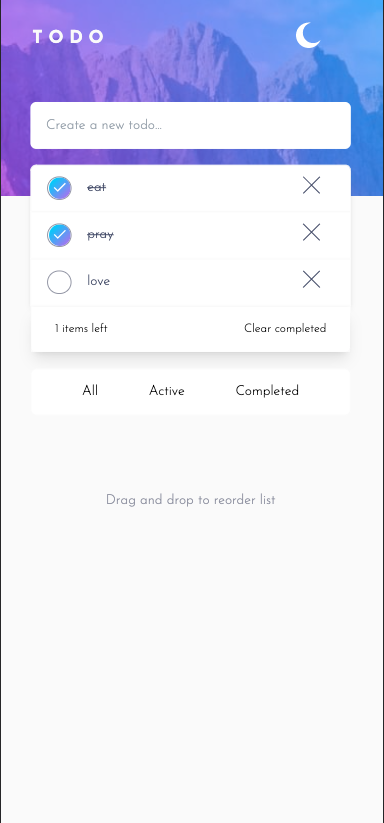 TODO
Create a new todo...
eat
pray
love
1 items left Clear completed
All Active Completed
Drag and drop to reorder list